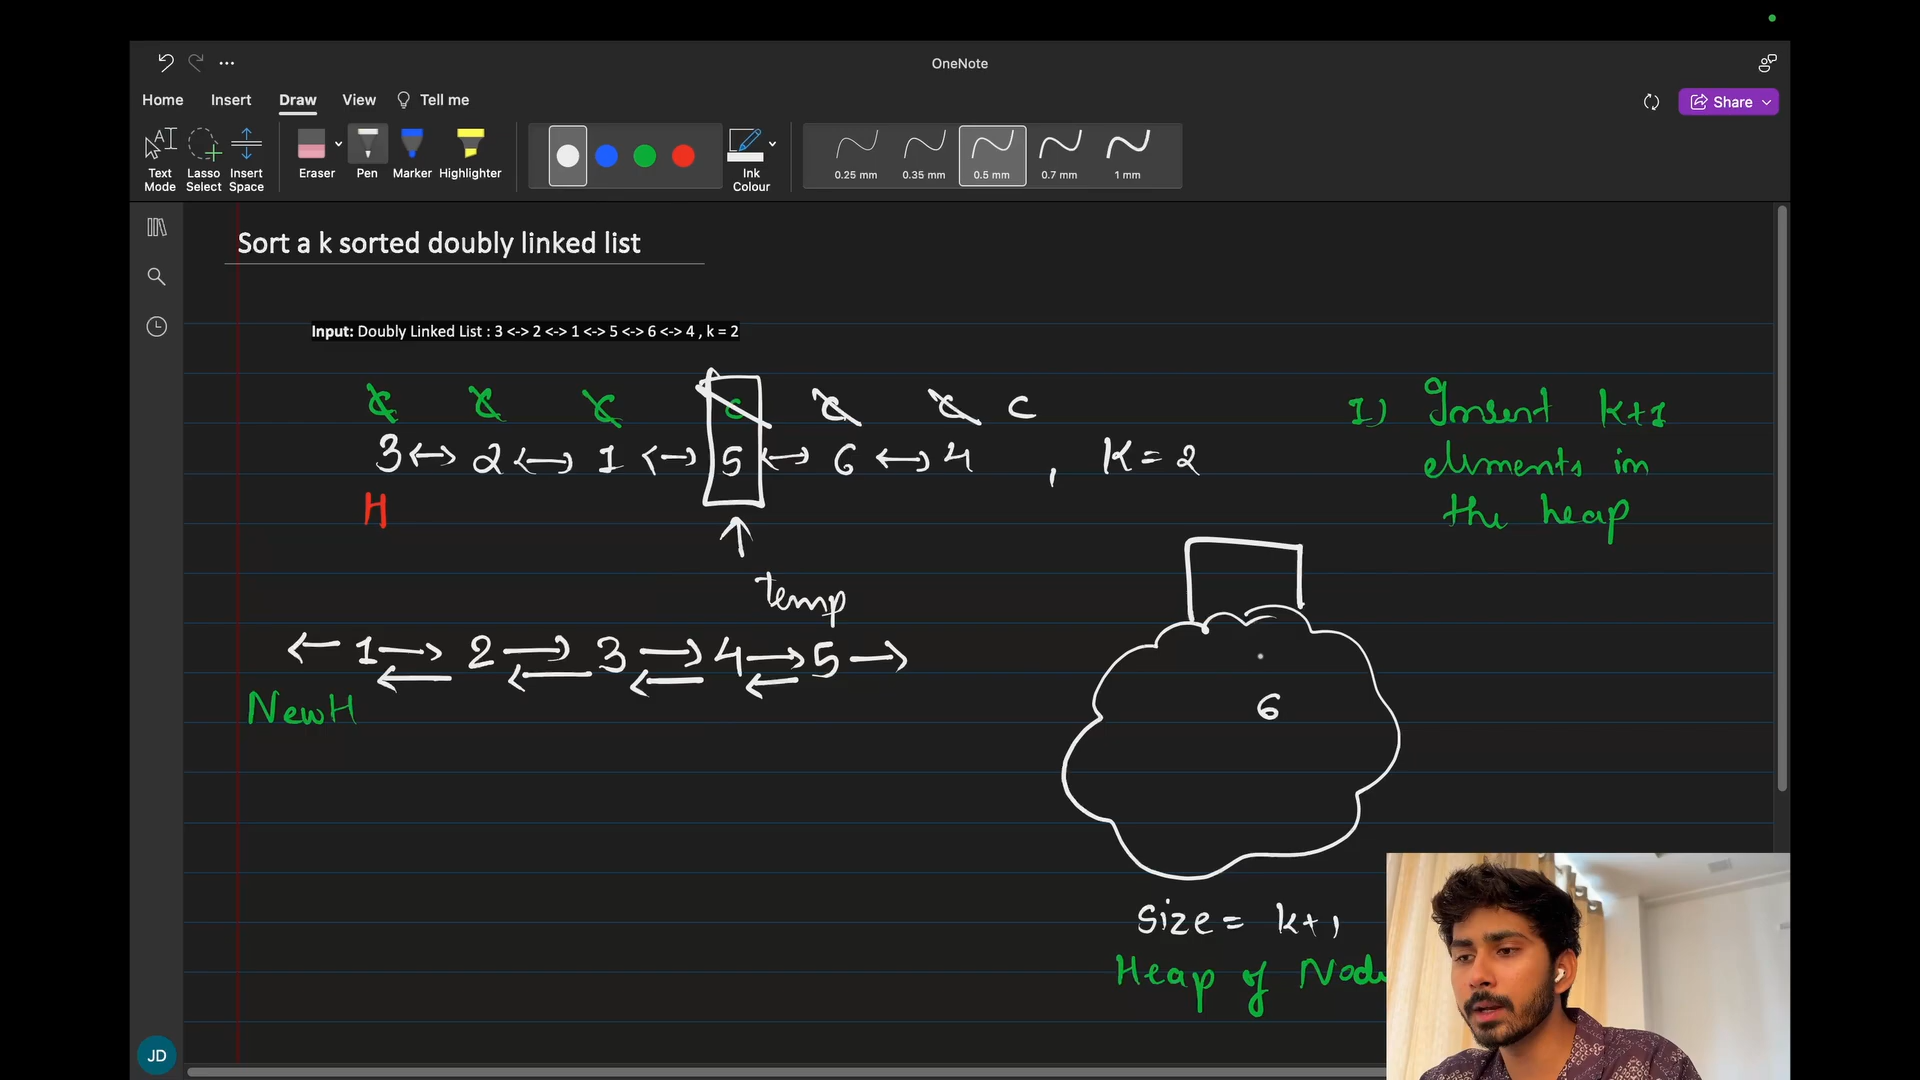 OneNote
Home Insert Draw View Tell me
Share
Text Mode
Lasso Select
Insert Space
Eraser
Pen
Marker
Highlighter
Ink Colour
0.25 mm
0.35 mm
0.5 mm
0.7 mm
1 mm
Sort a k sorted doubly linked list
Input: Doubly Linked List : 3 <-> 2 <-> 1 <-> 5 <-> 6 <-> 4 , k = 2
C C C C C C C
3 ↔ 2 ↔ 1 ↔ 5 ↔ 6 ↔ 4 , K = 2
H
temp
1) Insert k+1
elements in
the heap
← 1 → 2 → 3 → 4 → 5 →
NewH
6
Size = k+1
Heap of Node
JD